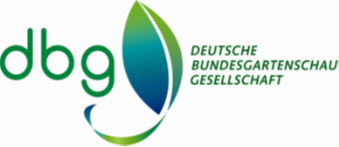 dbg
DEUTSCHE
BUNDESGARTENSCHAU
GESELLSCHAFT